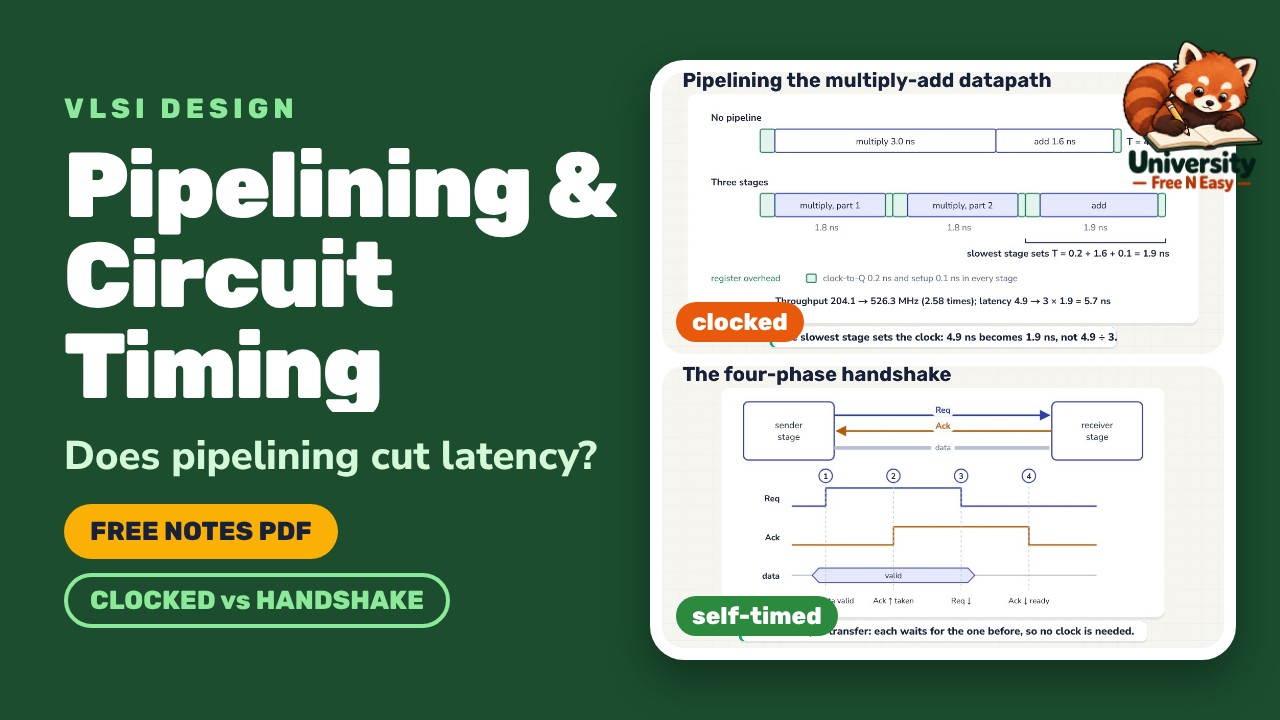 VLSI DESIGN
Pipelining &
Circuit
Timing
Does pipelining cut latency?
FREE NOTES PDF
CLOCKED vs HANDSHAKE
Pipelining the multiply-add datapath
No pipeline
multiply 3.0 ns
add 1.6 ns
T = 4
Three stages
multiply, part 1
multiply, part 2
add
1.8 ns
1.8 ns
1.9 ns
slowest stage sets T = 0.2 + 1.6 + 0.1 = 1.9 ns
register overhead
clock-to-Q 0.2 ns and setup 0.1 ns in every stage
Throughput 204.1 → 526.3 MHz (2.58 times); latency 4.9 → 3 × 1.9 = 5.7 ns
clocked
slowest stage sets the clock: 4.9 ns becomes 1.9 ns, not 4.9 ÷ 3.
University
Free N Easy
The four-phase handshake
sender
stage
Req
Ack
data
receiver
stage
1
2
3
4
Req
Ack
data
valid
valid
Ack ↑ taken
Req ↓
Ack ↓ ready
self-timed
transfer: each waits for the one before, so no clock is needed.